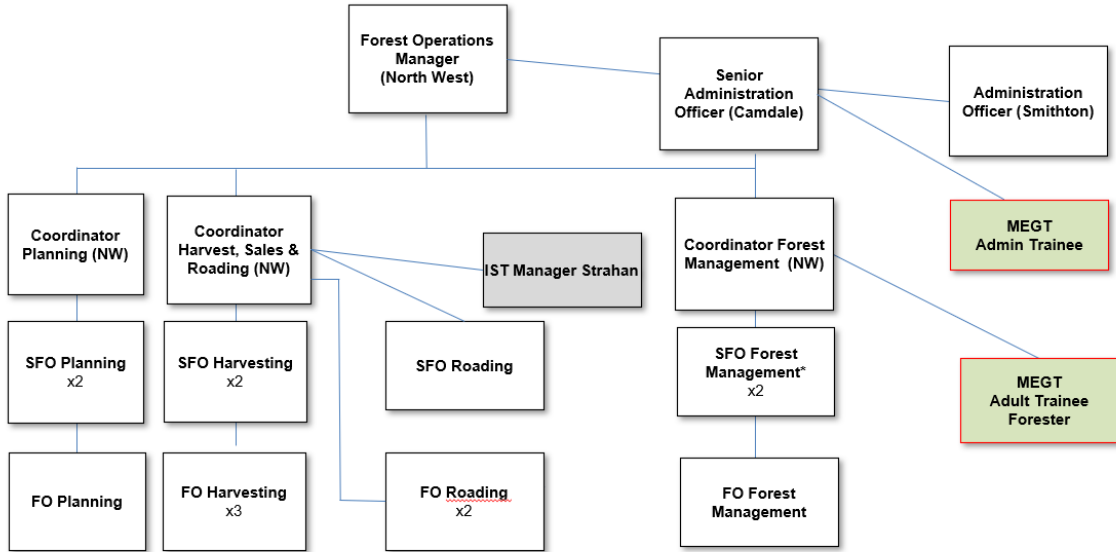 Forest Operations
Manager
(North West)
Senior
Administration
Officer (Camdale)
Administration
Officer (Smithton)
Coordinator
Planning (NW)
Coordinator
Harvest, Sales &
Roading (NW)
IST Manager Strahan
Coordinator Forest
Management  (NW)
MEGT
Admin Trainee
SFO Planning
x2
SFO Harvesting
x2
SFO Roading
SFO Forest
Management*
x2
MEGT
Adult Trainee
Forester
FO Planning
FO Harvesting
x3
FO Roading
x2
FO Forest
Management